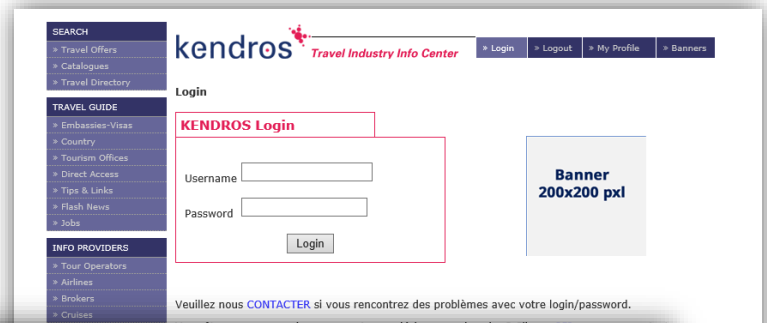 SEARCH
» Travel Offers
» Catalogues
» Travel Directory
TRAVEL GUIDE
» Embassies-Visas
» Country
» Tourism Offices
» Direct Access
» Tips & Links
» Flash News
» Jobs
INFO PROVIDERS
» Tour Operators
» Airlines
» Brokers
» Cruises
kendros Travel Industry Info Center
» Login » Logout » My Profile » Banners
Login
KENDROS Login
Username
Password
Login
Banner
200x200 pxl
Veuillez nous CONTACTER si vous rencontrez des problèmes avec votre login/password.